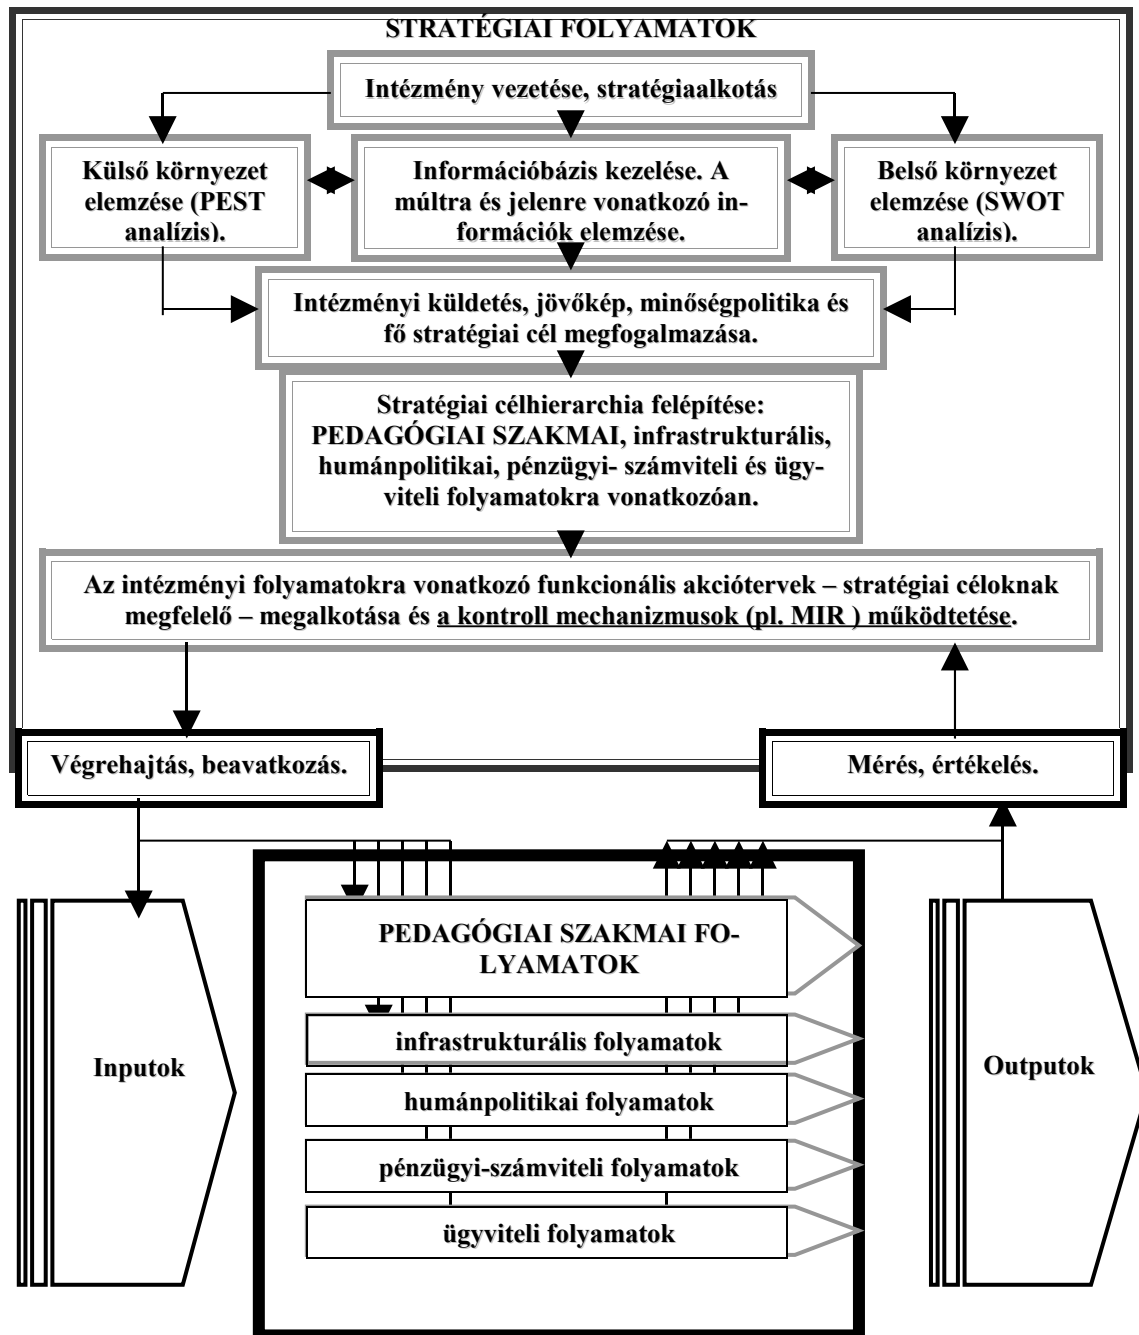 STRATÉGIAI FOLYAMATOK
Intézmény vezetése, stratégiaalkotás
Külső környezet
elemzése (PEST
analízis).
Információbázis kezelése. A
múltra és jelenre vonatkozó in-
formációk elemzése.
Belső környezet
elemzése (SWOT
analízis).
Intézményi küldetés, jövőkép, minőségpolitika és
fő stratégiai cél megfogalmazása.
Stratégiai célhierarchia felépítése:
PEDAGÓGIAI SZAKMAI, infrastrukturális,
humánpolitikai, pénzügyi- számviteli és ügy-
viteli folyamatokra vonatkozóan.
Az intézményi folyamatokra vonatkozó funkcionális akciótervek – stratégiai céloknak
megfelelő – megalkotása és a kontroll mechanizmusok (pl. MIR ) működtetése.
Végrehajtás, beavatkozás.
Mérés, értékelés.
PEDAGÓGIAI SZAKMAI FO-
LYAMATOK
infrastrukturális folyamatok
humánpolitikai folyamatok
pénzügyi-számviteli folyamatok
ügyviteli folyamatok
Inputok
Outputok